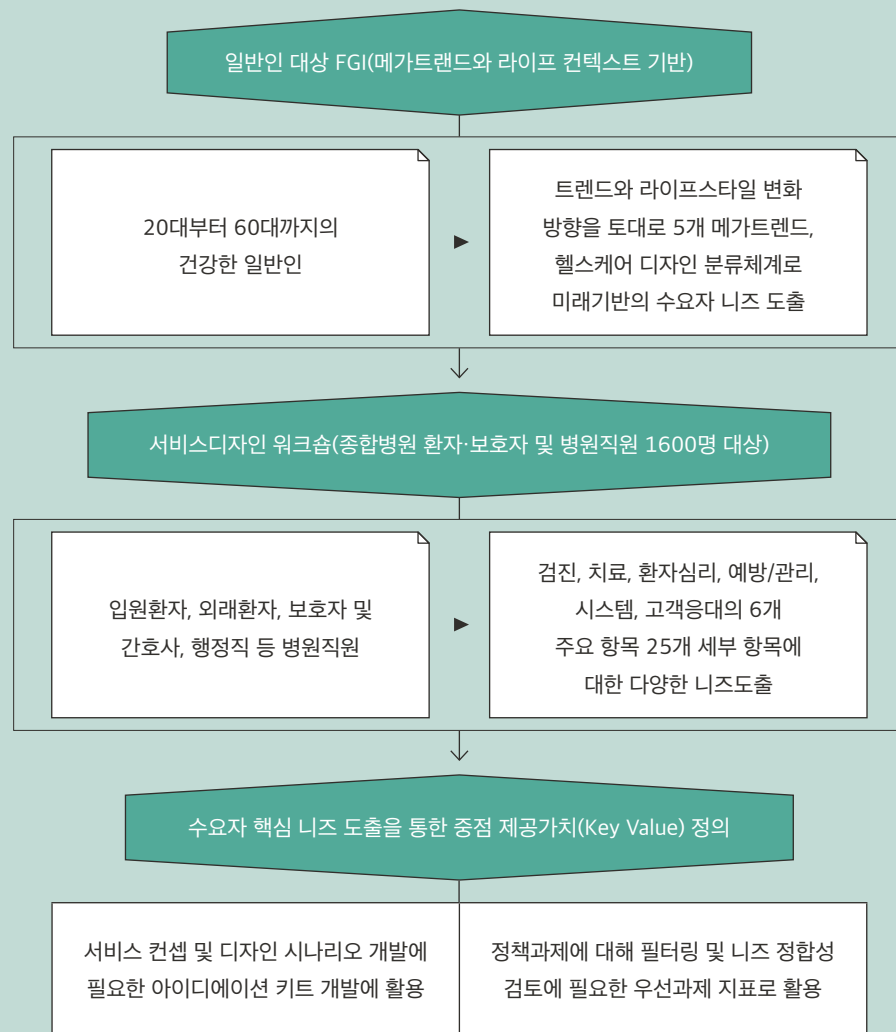 일반인 대상 FGI(메가트랜드와 라이프 컨텍스트 기반)
20대부터 60대까지의
건강한 일반인
트렌드와 라이프스타일 변화
방향을 토대로 5개 메가트렌드,
헬스케어 디자인 분류체계로
미래기반의 수요자 니즈 도출
서비스디자인 워크숍(종합병원 환자·보호자 및 병원직원 1600명 대상)
입원환자, 외래환자, 보호자 및
간호사, 행정직 등 병원직원
검진, 치료, 환자심리, 예방/관리,
시스템, 고객응대의 6개
주요 항목 25개 세부 항목에
대한 다양한 니즈도출
수요자 핵심 니즈 도출을 통한 중점 제공가치(Key Value) 정의
서비스 컨셉 및 디자인 시나리오 개발에
필요한 아이디에이션 키트 개발에 활용
정책과제에 대해 필터링 및 니즈 정합성
검토에 필요한 우선과제 지표로 활용